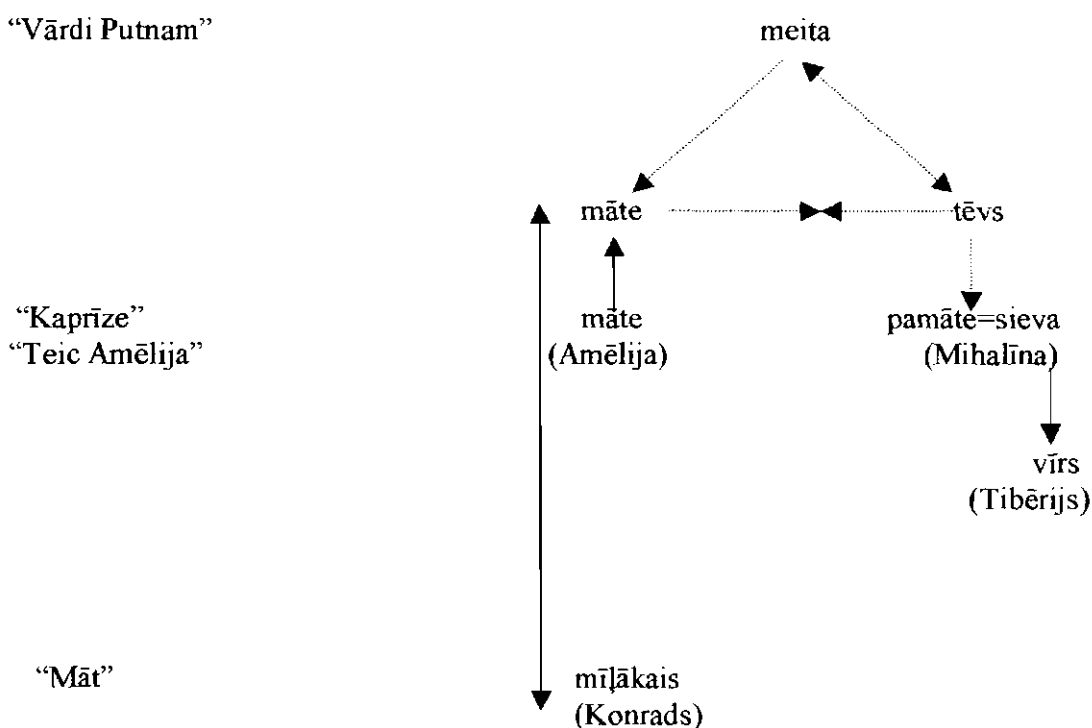 “Vārdi Putnam” meita
māte tēvs
“Kaprīze” māte pamāte=sieva
“Teic Amēlija” (Amēlija) (Mihalīna)
vīrs
(Tibērijs)
“Māt” mīļākais
(Konrads)